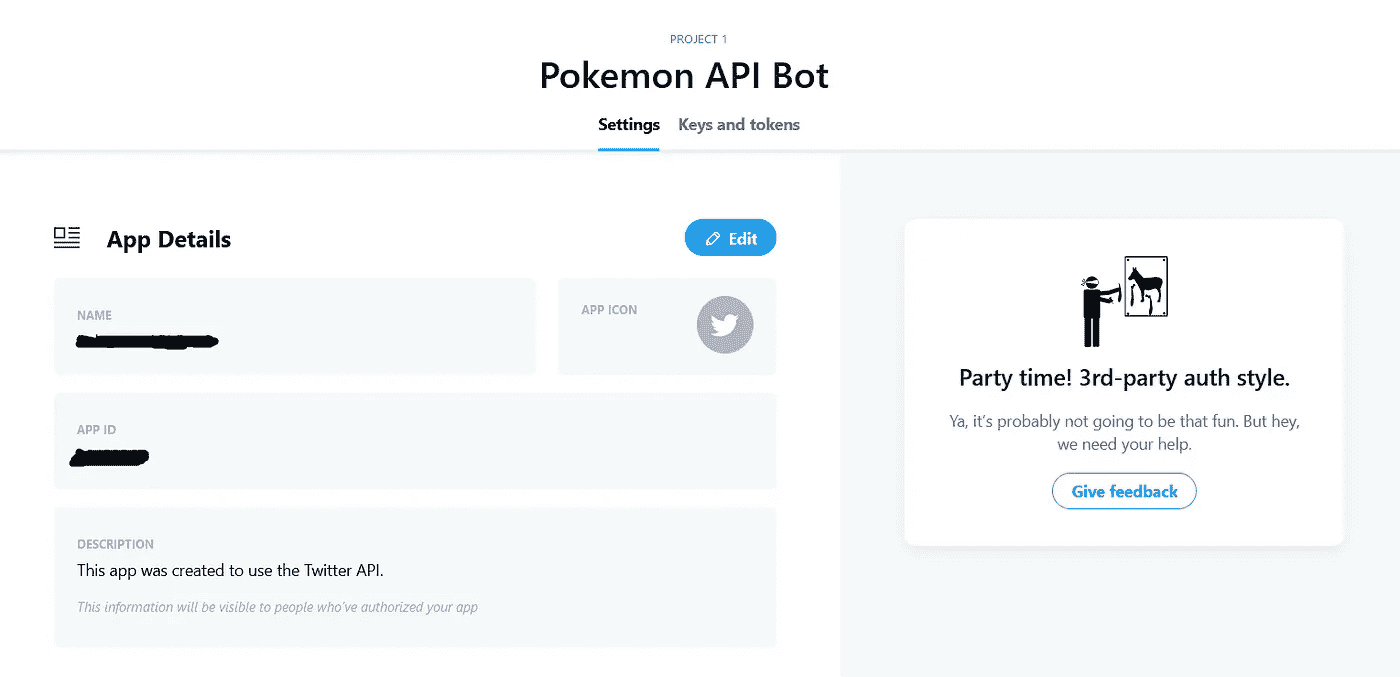 PROJECT 1
Pokemon API Bot
Settings Keys and tokens
App Details
Edit
NAME
APP ICON
APP ID
DESCRIPTION
This app was created to use the Twitter API.
This information will be visible to people who've authorized your app
Party time! 3rd-party auth style.
Ya, it's probably not going to be that fun. But hey,
we need your help.
Give feedback